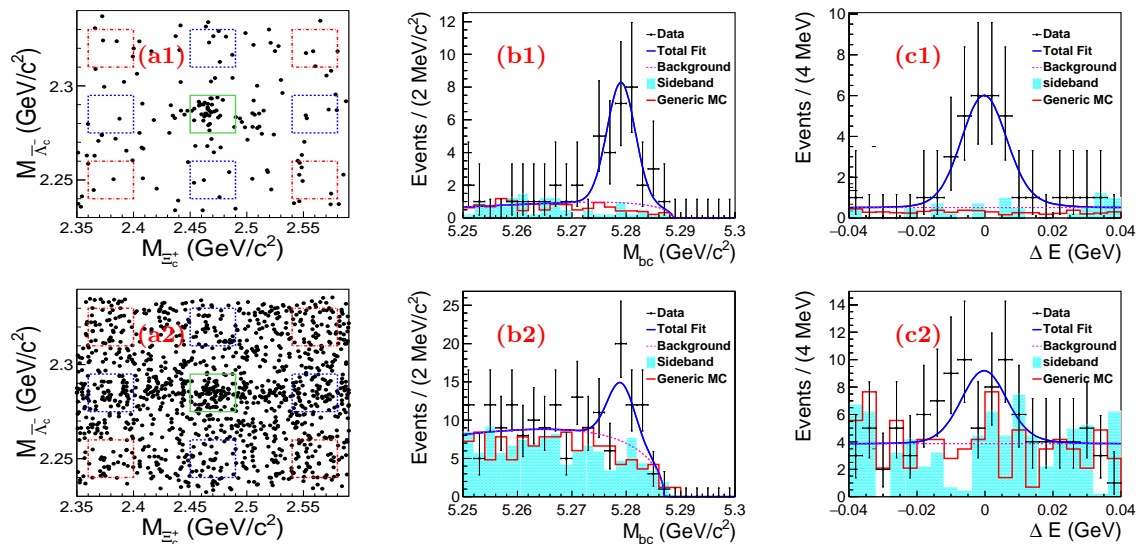 (a1)
M_{\bar{Λ}_c^-} (GeV/c²)
2.3
2.25
2.35 2.4 2.45 2.5 2.55
M_{Ξ_c^+} (GeV/c²)
(b1)
Events / (2 MeV/c²)
12
10
8
6
4
2
0
Data
Total Fit
Background
Sideband
Generic MC
5.25 5.26 5.27 5.28 5.29 5.3
M_{bc} (GeV/c²)
(c1)
Events / (4 MeV)
10
8
6
4
2
0
Data
Total Fit
Background
sideband
Generic MC
−0.04 −0.02 0 0.02 0.04
Δ E (GeV)
(a2)
M_{\bar{Λ}_c^-} (GeV/c²)
2.3
2.25
2.35 2.4 2.45 2.5 2.55
M_{Ξ_c^+} (GeV/c²)
(b2)
Events / (2 MeV/c²)
25
20
15
10
5
0
Data
Total Fit
Background
Sideband
Generic MC
5.25 5.26 5.27 5.28 5.29 5.3
M_{bc} (GeV/c²)
(c2)
Events / (4 MeV)
14
12
10
8
6
4
2
0
Data
Total Fit
Background
sideband
Generic MC
−0.04 −0.02 0 0.02 0.04
Δ E (GeV)